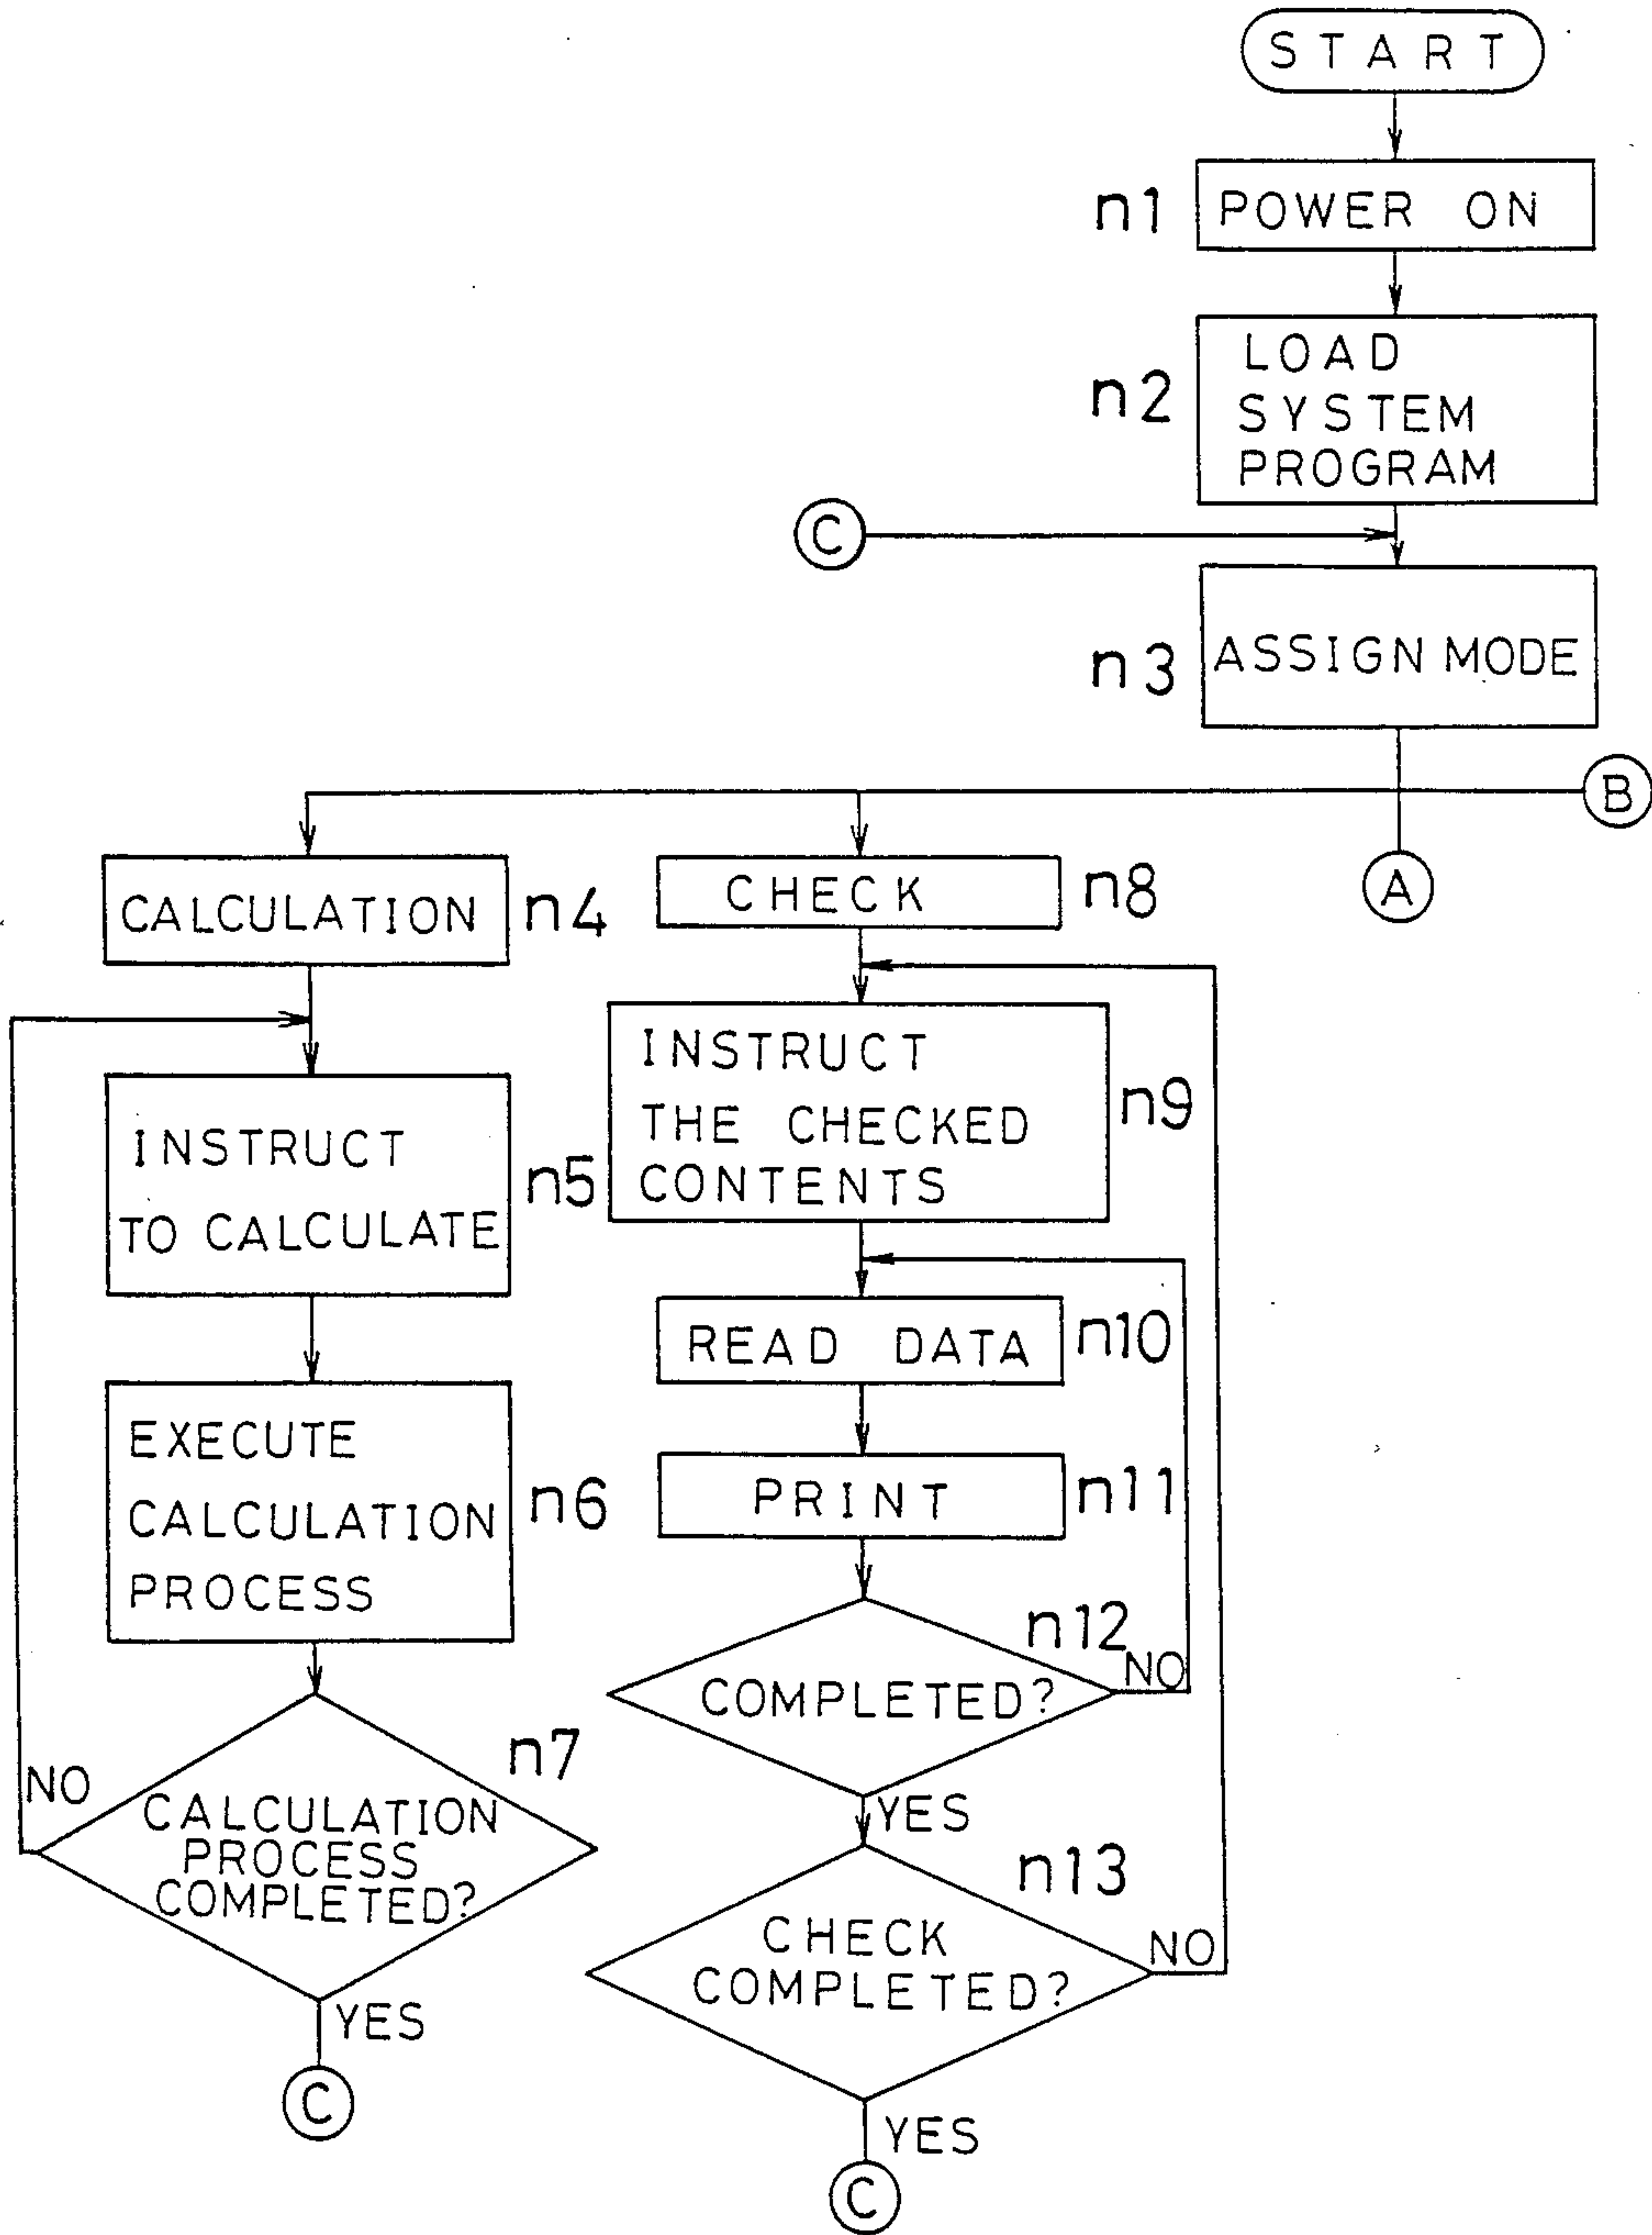 START
n1
POWER ON
n2
LOAD
SYSTEM
PROGRAM
C
n3
ASSIGN MODE
B
A
CALCULATION
n4
INSTRUCT
TO CALCULATE
n5
EXECUTE
CALCULATION
PROCESS
n6
n7
NO
CALCULATION
PROCESS
COMPLETED?
YES
C
CHECK
n8
INSTRUCT
THE CHECKED
CONTENTS
n9
READ DATA
n10
PRINT
n11
n12
NO
COMPLETED?
YES
n13
NO
CHECK
COMPLETED?
YES
C